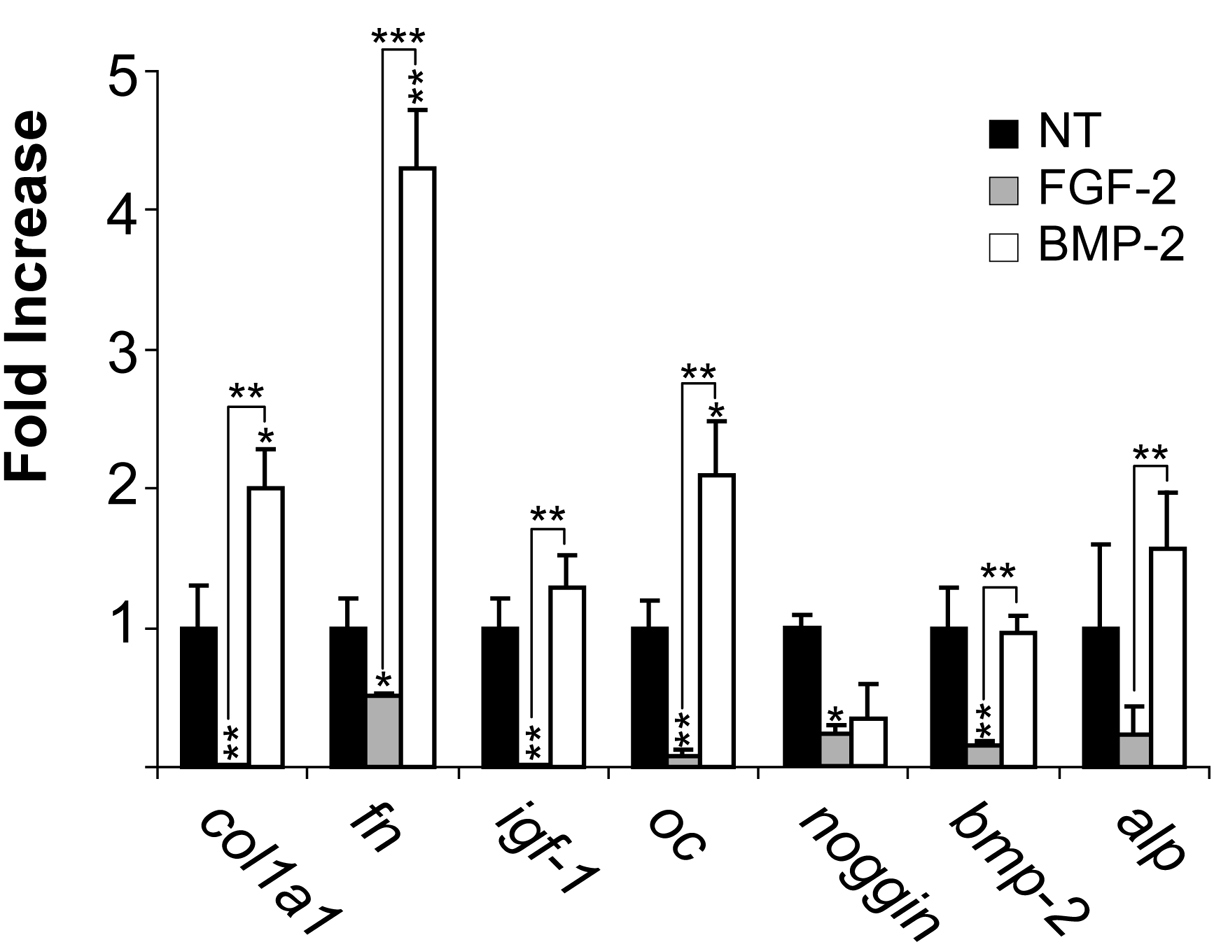 ***
5
**
NT
FGF-2
BMP-2
4
Fold Increase
3
**
**
*
*
2
**
**
**
1
*
**
**
**
*
**
col1a1
fn
igf-1
oc
noggin
bmp-2
alp